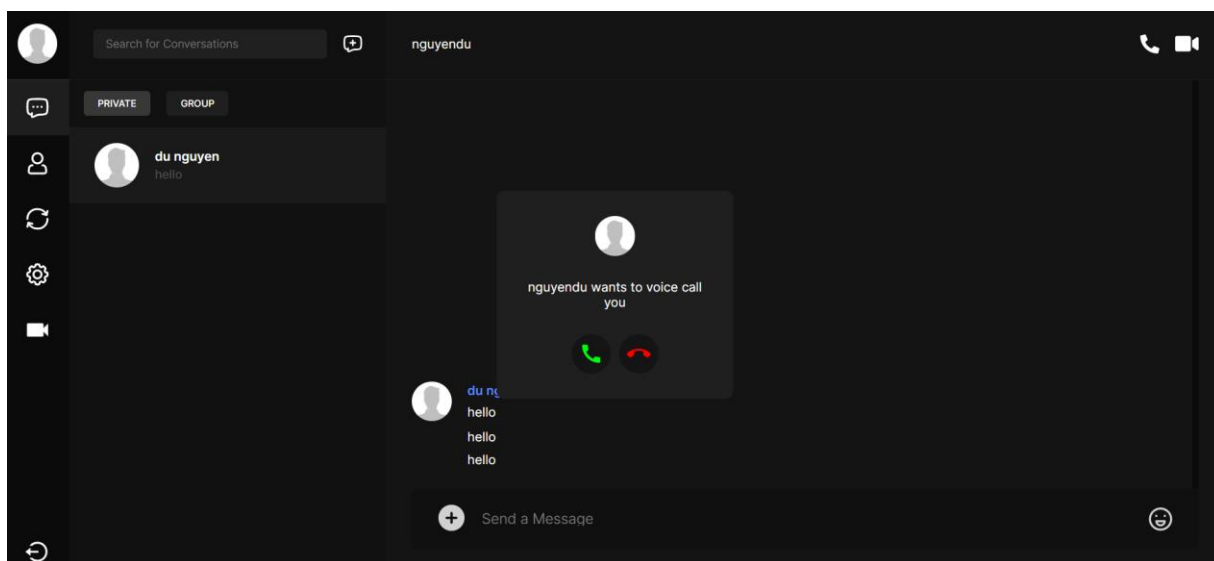 Search for Conversations
nguyendu
PRIVATE
GROUP
du nguyen
hello
nguyendu wants to voice call
you
du
hello
hello
hello
Send a Message